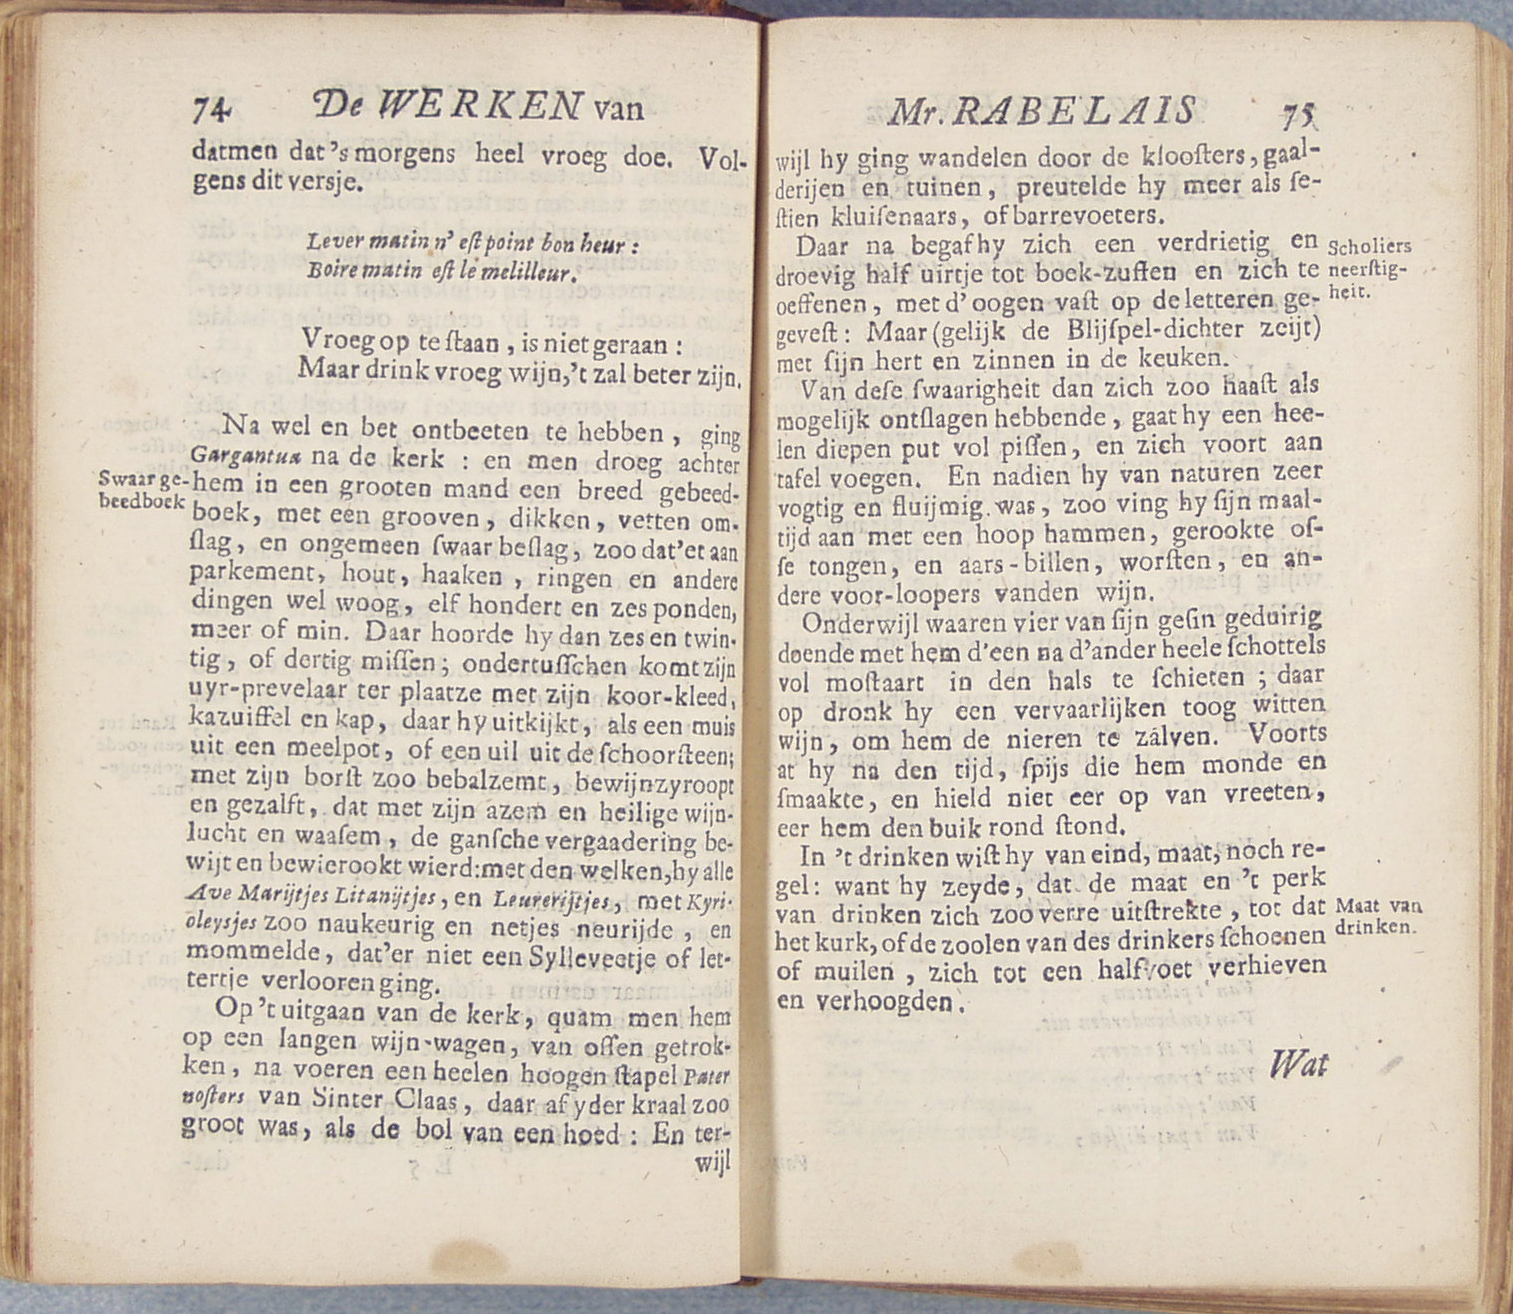 74 De WERKEN van
datmen dat 's morgens heel vroeg doe. Vol-
gens dit versje.
Lever matin n' eſt point bon heur :
Boire matin eſt le melilleur.
Vroeg op te ſtaan , is niet geraan :
Maar drink vroeg wijn,'t zal beter zijn.
Na wel en bet ontbeeten te hebben , ging
Gargantua na de kerk : en men droeg achter
Swaar ge-
beedboek
hem in een grooten mand een breed gebeed-
boek, met een grooven, dikken, vetten om-
ſlag, en ongemeen ſwaar beſlag, zoo dat'et aan
parkement, hout, haaken , ringen en andere
dingen wel woog, elf hondert en zes ponden,
meer of min. Daar hoorde hy dan zes en twin-
tig, of dertig miſſen; ondertuſſchen komt zijn
uyr-prevelaar ter plaatze met zijn koor-kleed,
kazuiffel en kap, daar hy uitkijkt, als een muis
uit een meelpot, of een uil uit de ſchoorſteen;
met zijn borſt zoo bebalzemt, bewijnzyroopt
en gezalft, dat met zijn azem en heilige wijn-
lucht en waaſem, de ganſche vergaadering be-
wijt en bewierookt wierd: met den welken, hy alle
Ave Marijtjes Litanijtjes, en Leurerijtjes, met Kyri-
oleysjes zoo naukeurig en netjes neurijde , en
mommelde, dat'er niet een Sylleveetje of let-
tertje verlooren ging.
Op 't uitgaan van de kerk, quam men hem
op een langen wijn-wagen, van oſſen getrok-
ken, na voeren een heelen hoogen ſtapel Pater
noſters van Sinter Claas, daar af yder kraal zoo
groot was, als de bol van een hoed : En ter-
wijl
Mr. RABELAIS 75
wijl hy ging wandelen door de klooſters, gaal-
derijen en tuinen, preutelde hy meer als ſe-
ſtien kluiſenaars, of barrevoeters.
Daar na begaf hy zich een verdrietig en
droevig half uirtje tot boek-zuffen en zich te
oeffenen, met d' oogen vaſt op de letteren ge-
geveſt: Maar (gelijk de Blijſpel-dichter zeijt)
met ſijn hert en zinnen in de keuken.
Scholiers
neerſtig-
heit.
Van deſe ſwaarigheit dan zich zoo haaſt als
mogelijk ontſlagen hebbende, gaat hy een hee-
len diepen put vol piſſen, en zich voort aan
tafel voegen. En nadien hy van naturen zeer
vogtig en fluijmig was, zoo ving hy ſijn maal-
tijd aan met een hoop hammen, gerookte oſ-
ſe tongen, en aars-billen, worſten, en an-
dere voor-loopers vanden wijn.
Onderwijl waaren vier van ſijn geſin geduirig
doende met hem d'een na d'ander heele ſchottels
vol moſtaart in den hals te ſchieten ; daar
op dronk hy een vervaarlijken toog witten
wijn, om hem de nieren te zalven. Voorts
at hy na den tijd, ſpijs die hem monde en
ſmaakte, en hield niet eer op van vreeten,
eer hem den buik rond ſtond.
In 't drinken wiſt hy van eind, maat, noch re-
gel: want hy zeyde, dat de maat en 't perk
van drinken zich zoo verre uitſtrekte , tot dat
het kurk, of de zoolen van des drinkers ſchoenen
of muilen , zich tot een half voet verhieven
en verhoogden.
Maat van
drinken.
Wat